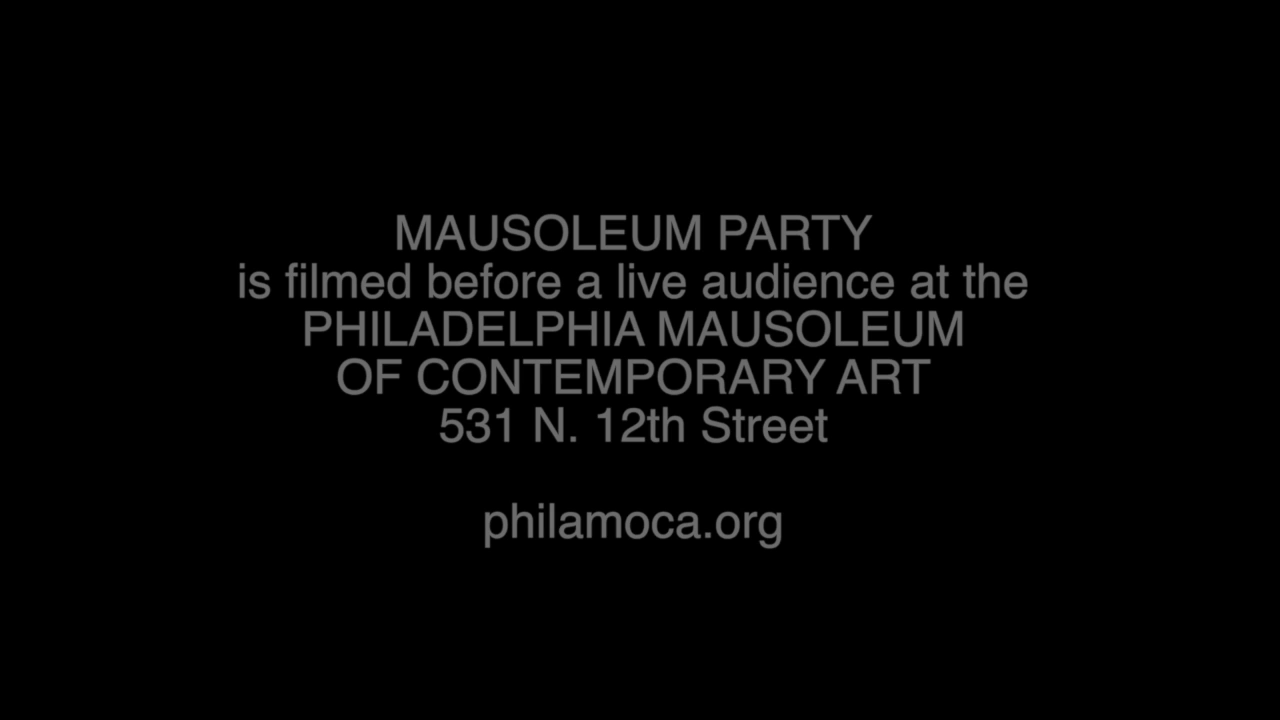 MAUSOLEUM PARTY
is filmed before a live audience at the
PHILADELPHIA MAUSOLEUM
OF CONTEMPORARY ART
531 N. 12th Street
philamoca.org